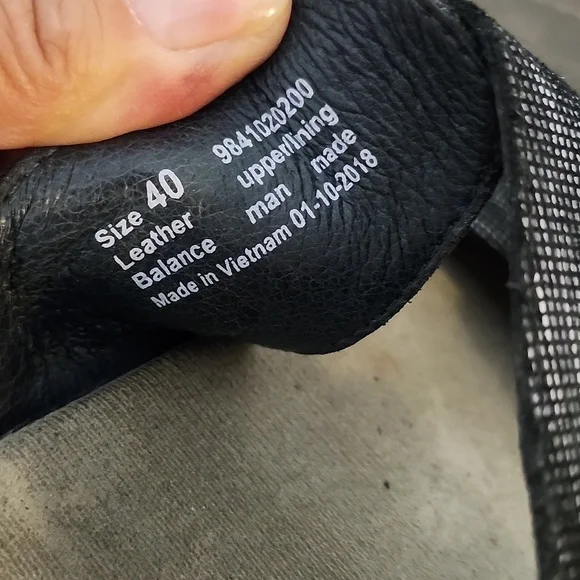 Size 40 9841020200
Leather upper/lining
Balance man made
Made in Vietnam 01-10-2018